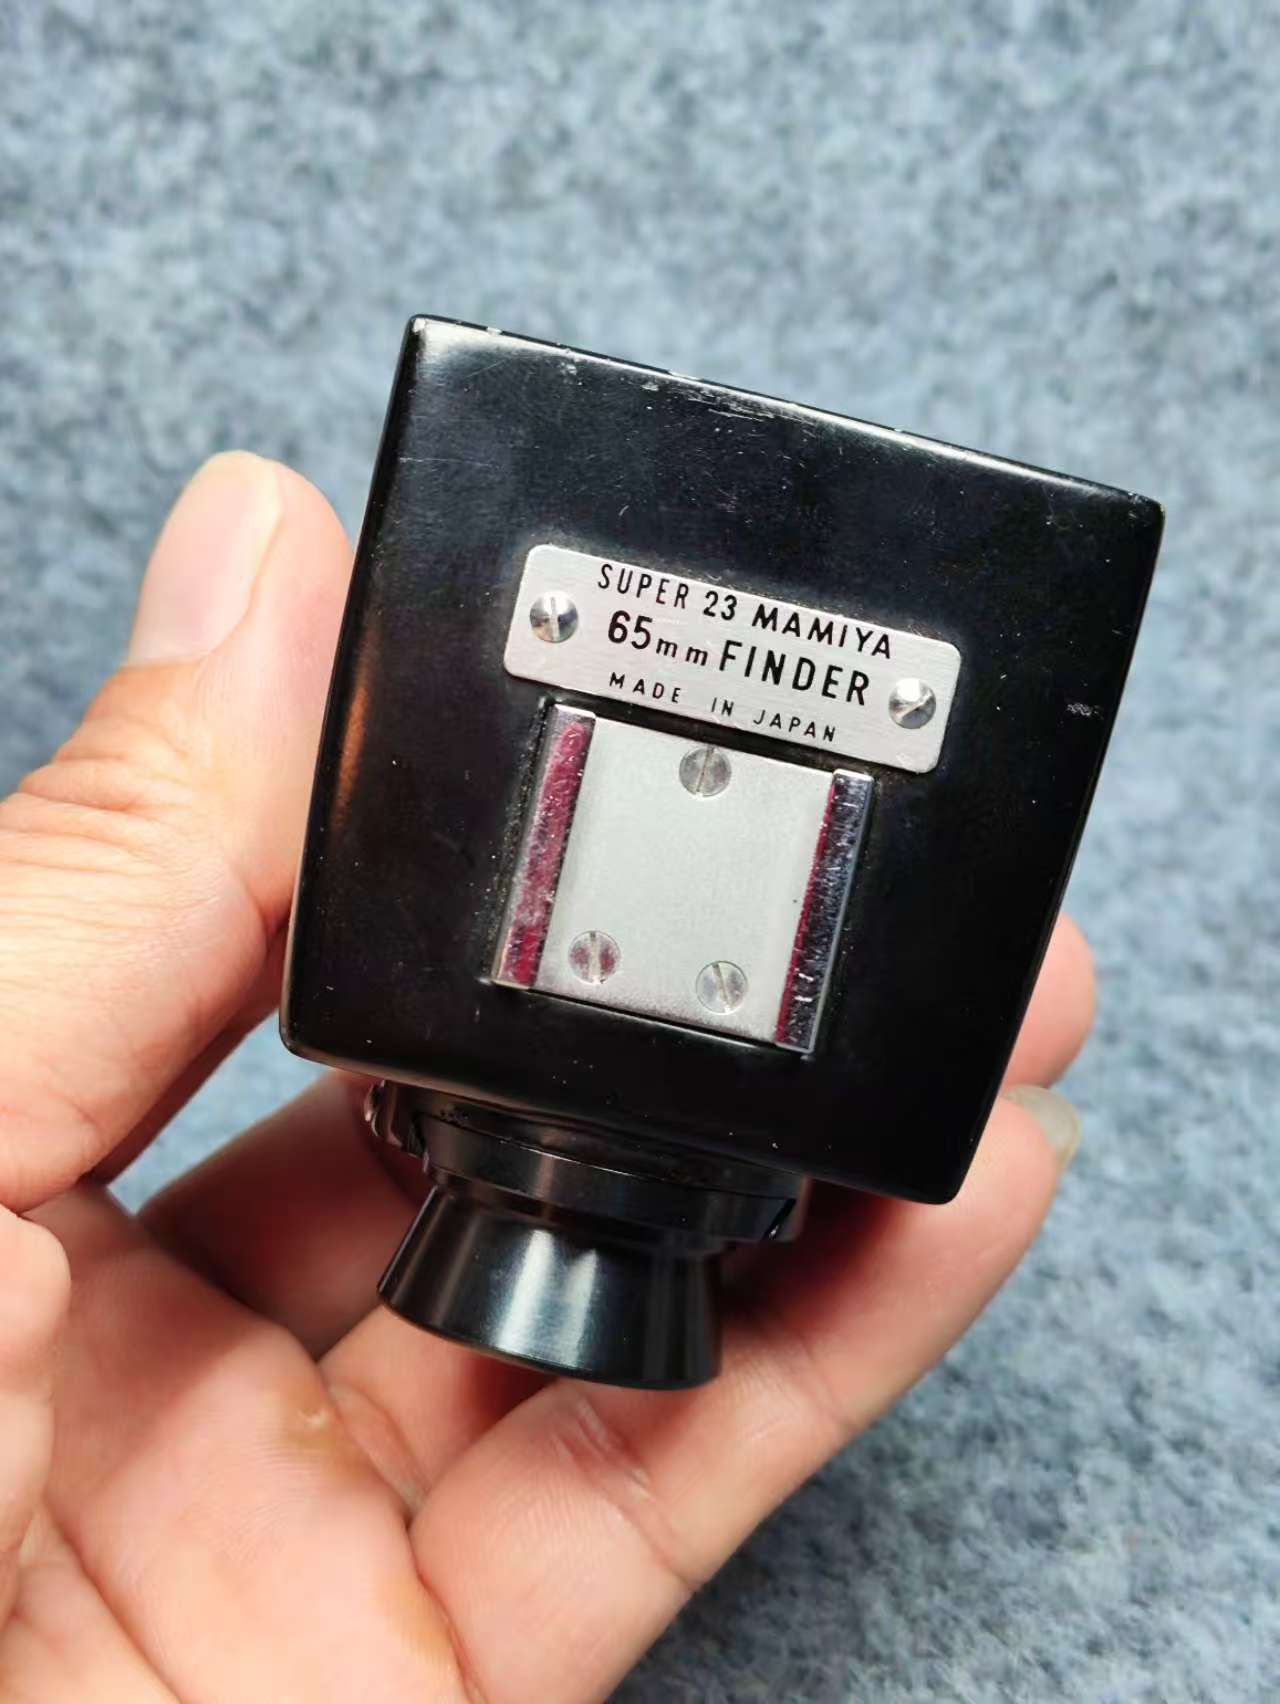 SUPER 23 MAMIYA
65mm FINDER
MADE IN JAPAN